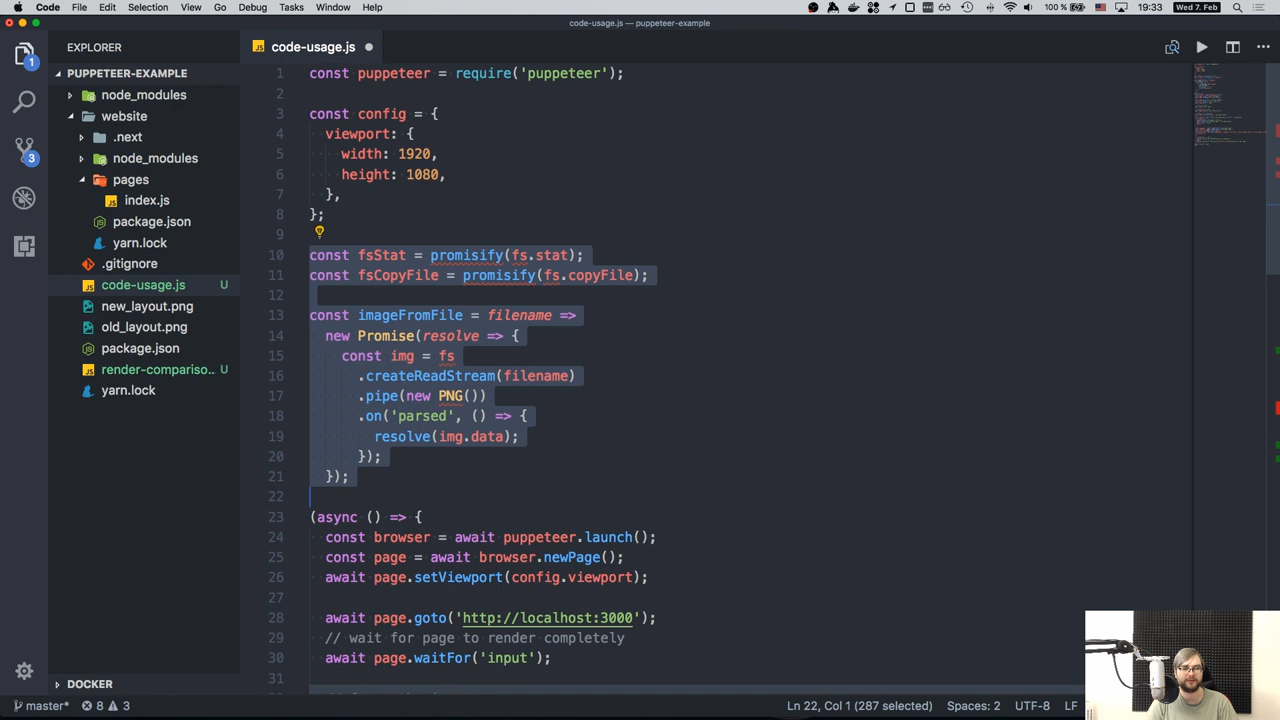 Code File Edit Selection View Go Debug Tasks Window Help 100 % 19:33 Wed 7. Feb
code-usage.js — puppeteer-example
EXPLORER
PUPPETEER-EXAMPLE
node_modules
website
.next
node_modules
pages
index.js
package.json
yarn.lock
.gitignore
code-usage.js U
new_layout.png
old_layout.png
package.json
render-compariso.. U
yarn.lock
DOCKER
1
3
code-usage.js
1 const puppeteer = require('puppeteer');
2
3 const config = {
4 viewport: {
5 width: 1920,
6 height: 1080,
7 },
8 };
9
10 const fsStat = promisify(fs.stat);
11 const fsCopyFile = promisify(fs.copyFile);
12
13 const imageFromFile = filename =>
14 new Promise(resolve => {
15 const img = fs
16 .createReadStream(filename)
17 .pipe(new PNG())
18 .on('parsed', () => {
19 resolve(img.data);
20 });
21 });
22
23 (async () => {
24 const browser = await puppeteer.launch();
25 const page = await browser.newPage();
26 await page.setViewport(config.viewport);
28 await page.goto('http://localhost:3000');
29 // wait for page to render completely
30 await page.waitFor('input');
31
master* 8 3 Ln 22, Col 1 (287 selected) Spaces: 2 UTF-8 LF